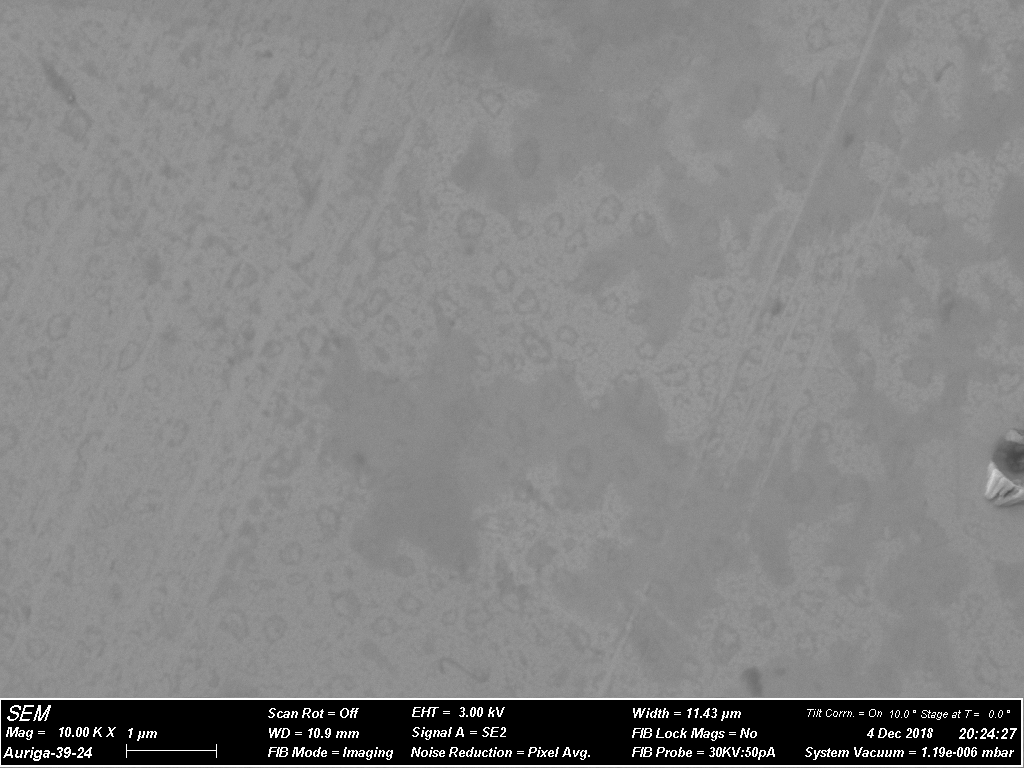 SEM Scan Rot = Off EHT = 3.00 kV Width = 11.43 µm Tilt Corrn. = On 10.0 ° Stage at T = 0.0 °
Mag = 10.00 K X 1 µm WD = 10.9 mm Signal A = SE2 FIB Lock Mags = No 4 Dec 2018 20:24:27
Auriga-39-24 FIB Mode = Imaging Noise Reduction = Pixel Avg. FIB Probe = 30KV:50pA System Vacuum = 1.19e-006 mbar